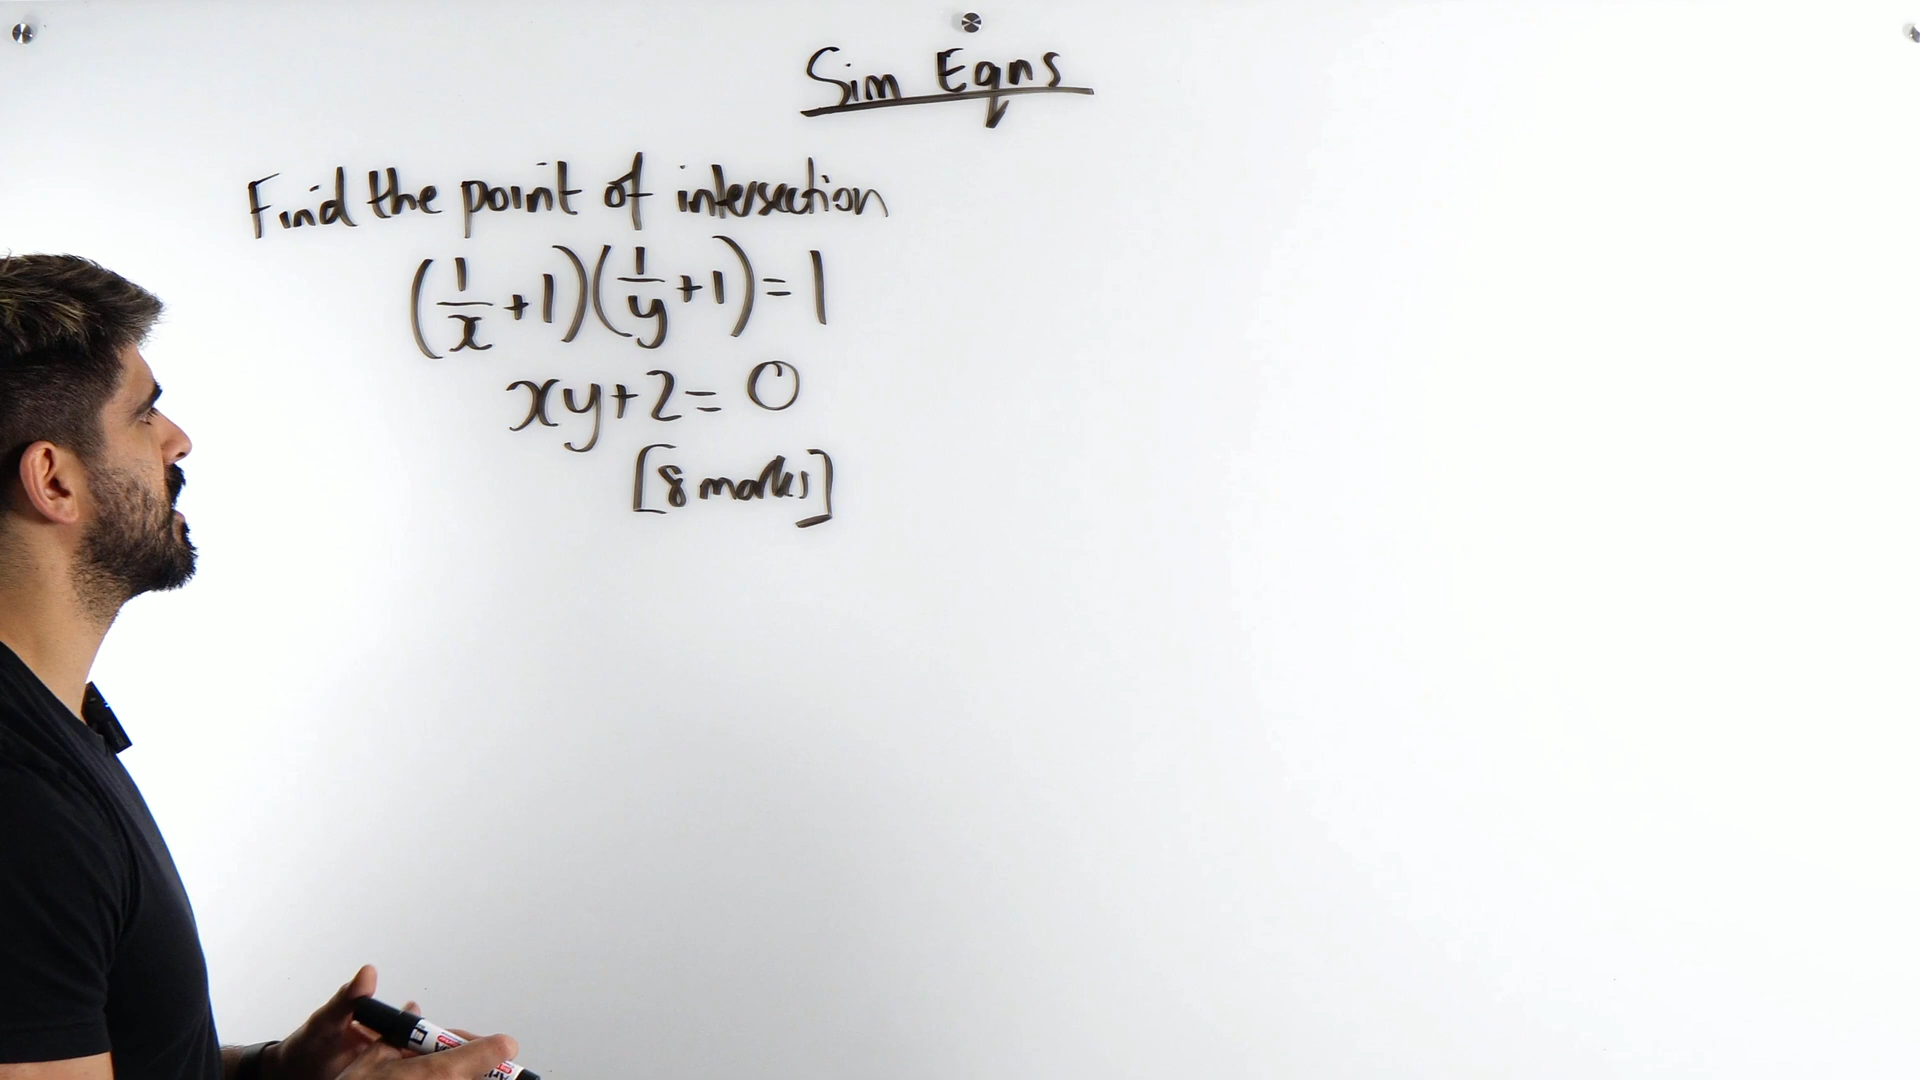 Sim Eqns
Find the point of intersection
(1/x + 1)(1/y + 1) = 1
xy + 2 = 0
[8 marks]